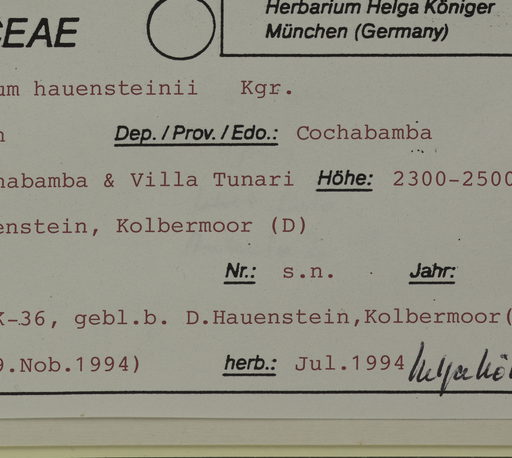 Herbarium Helga Königer
CEAE
München (Germany)
um hauensteinii Kgr.
Dep. / Prov. / Edo.: Cochabamba
habamba & Villa Tunari Höhe: 2300-2500
enstein, Kolbermoor (D)
Nr.: s.n. Jahr:
K-36, gebl.b. D.Hauenstein,Kolbermoor(
9.Nob.1994) herb.: Jul.1994